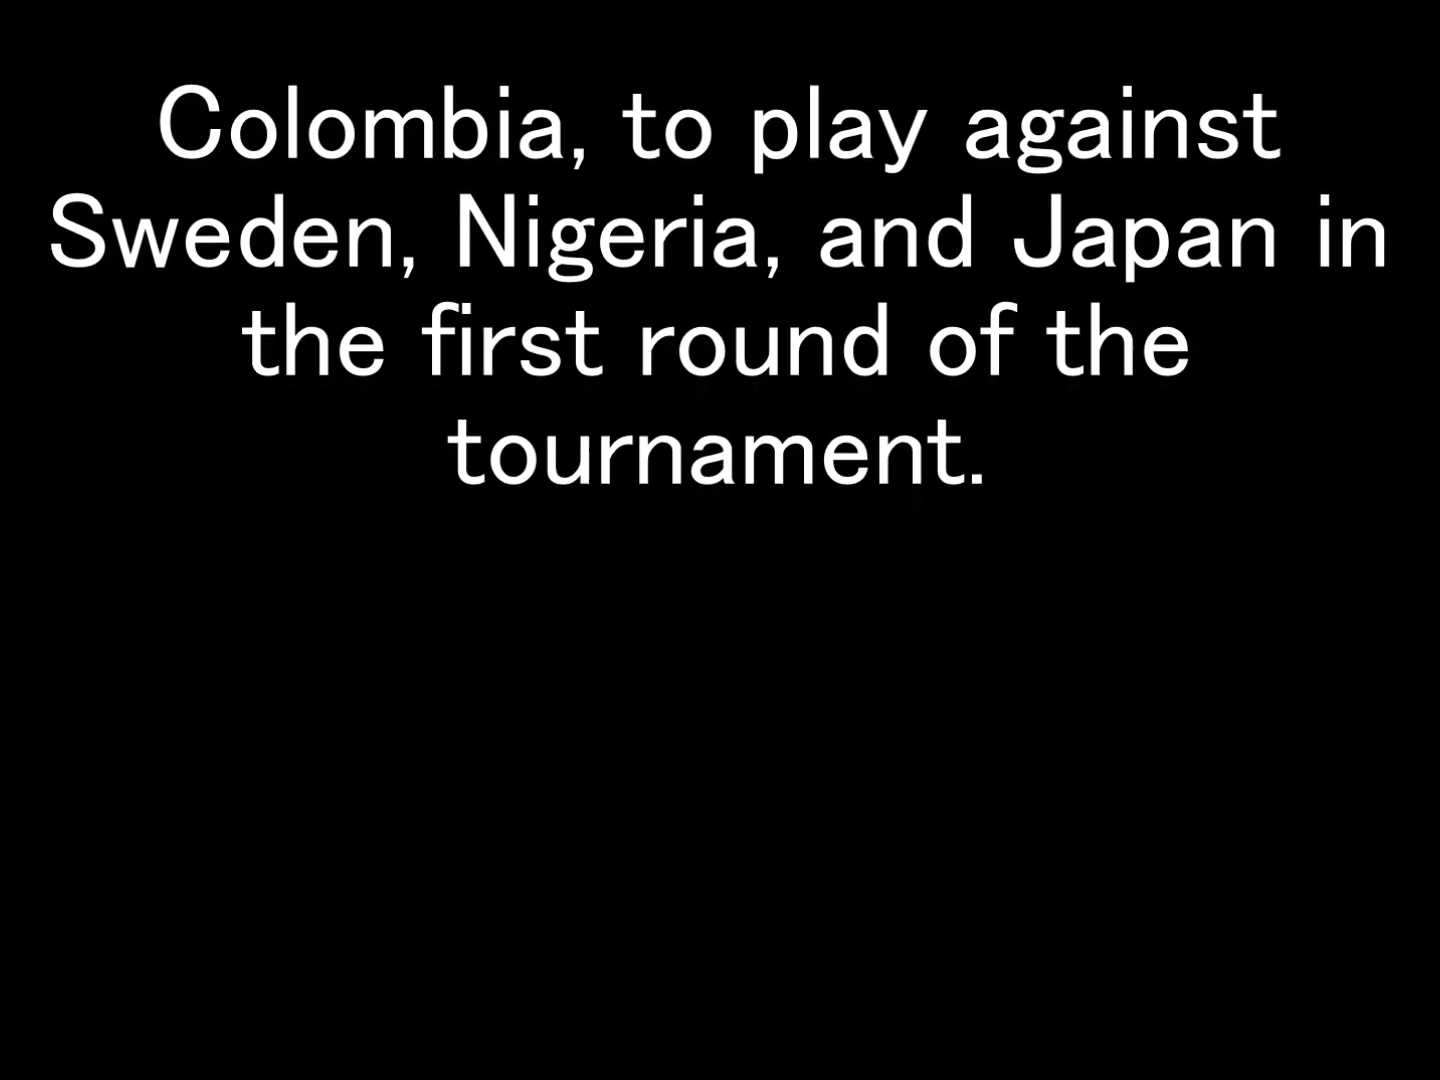 Colombia, to play against
Sweden, Nigeria, and Japan in
the first round of the
tournament.